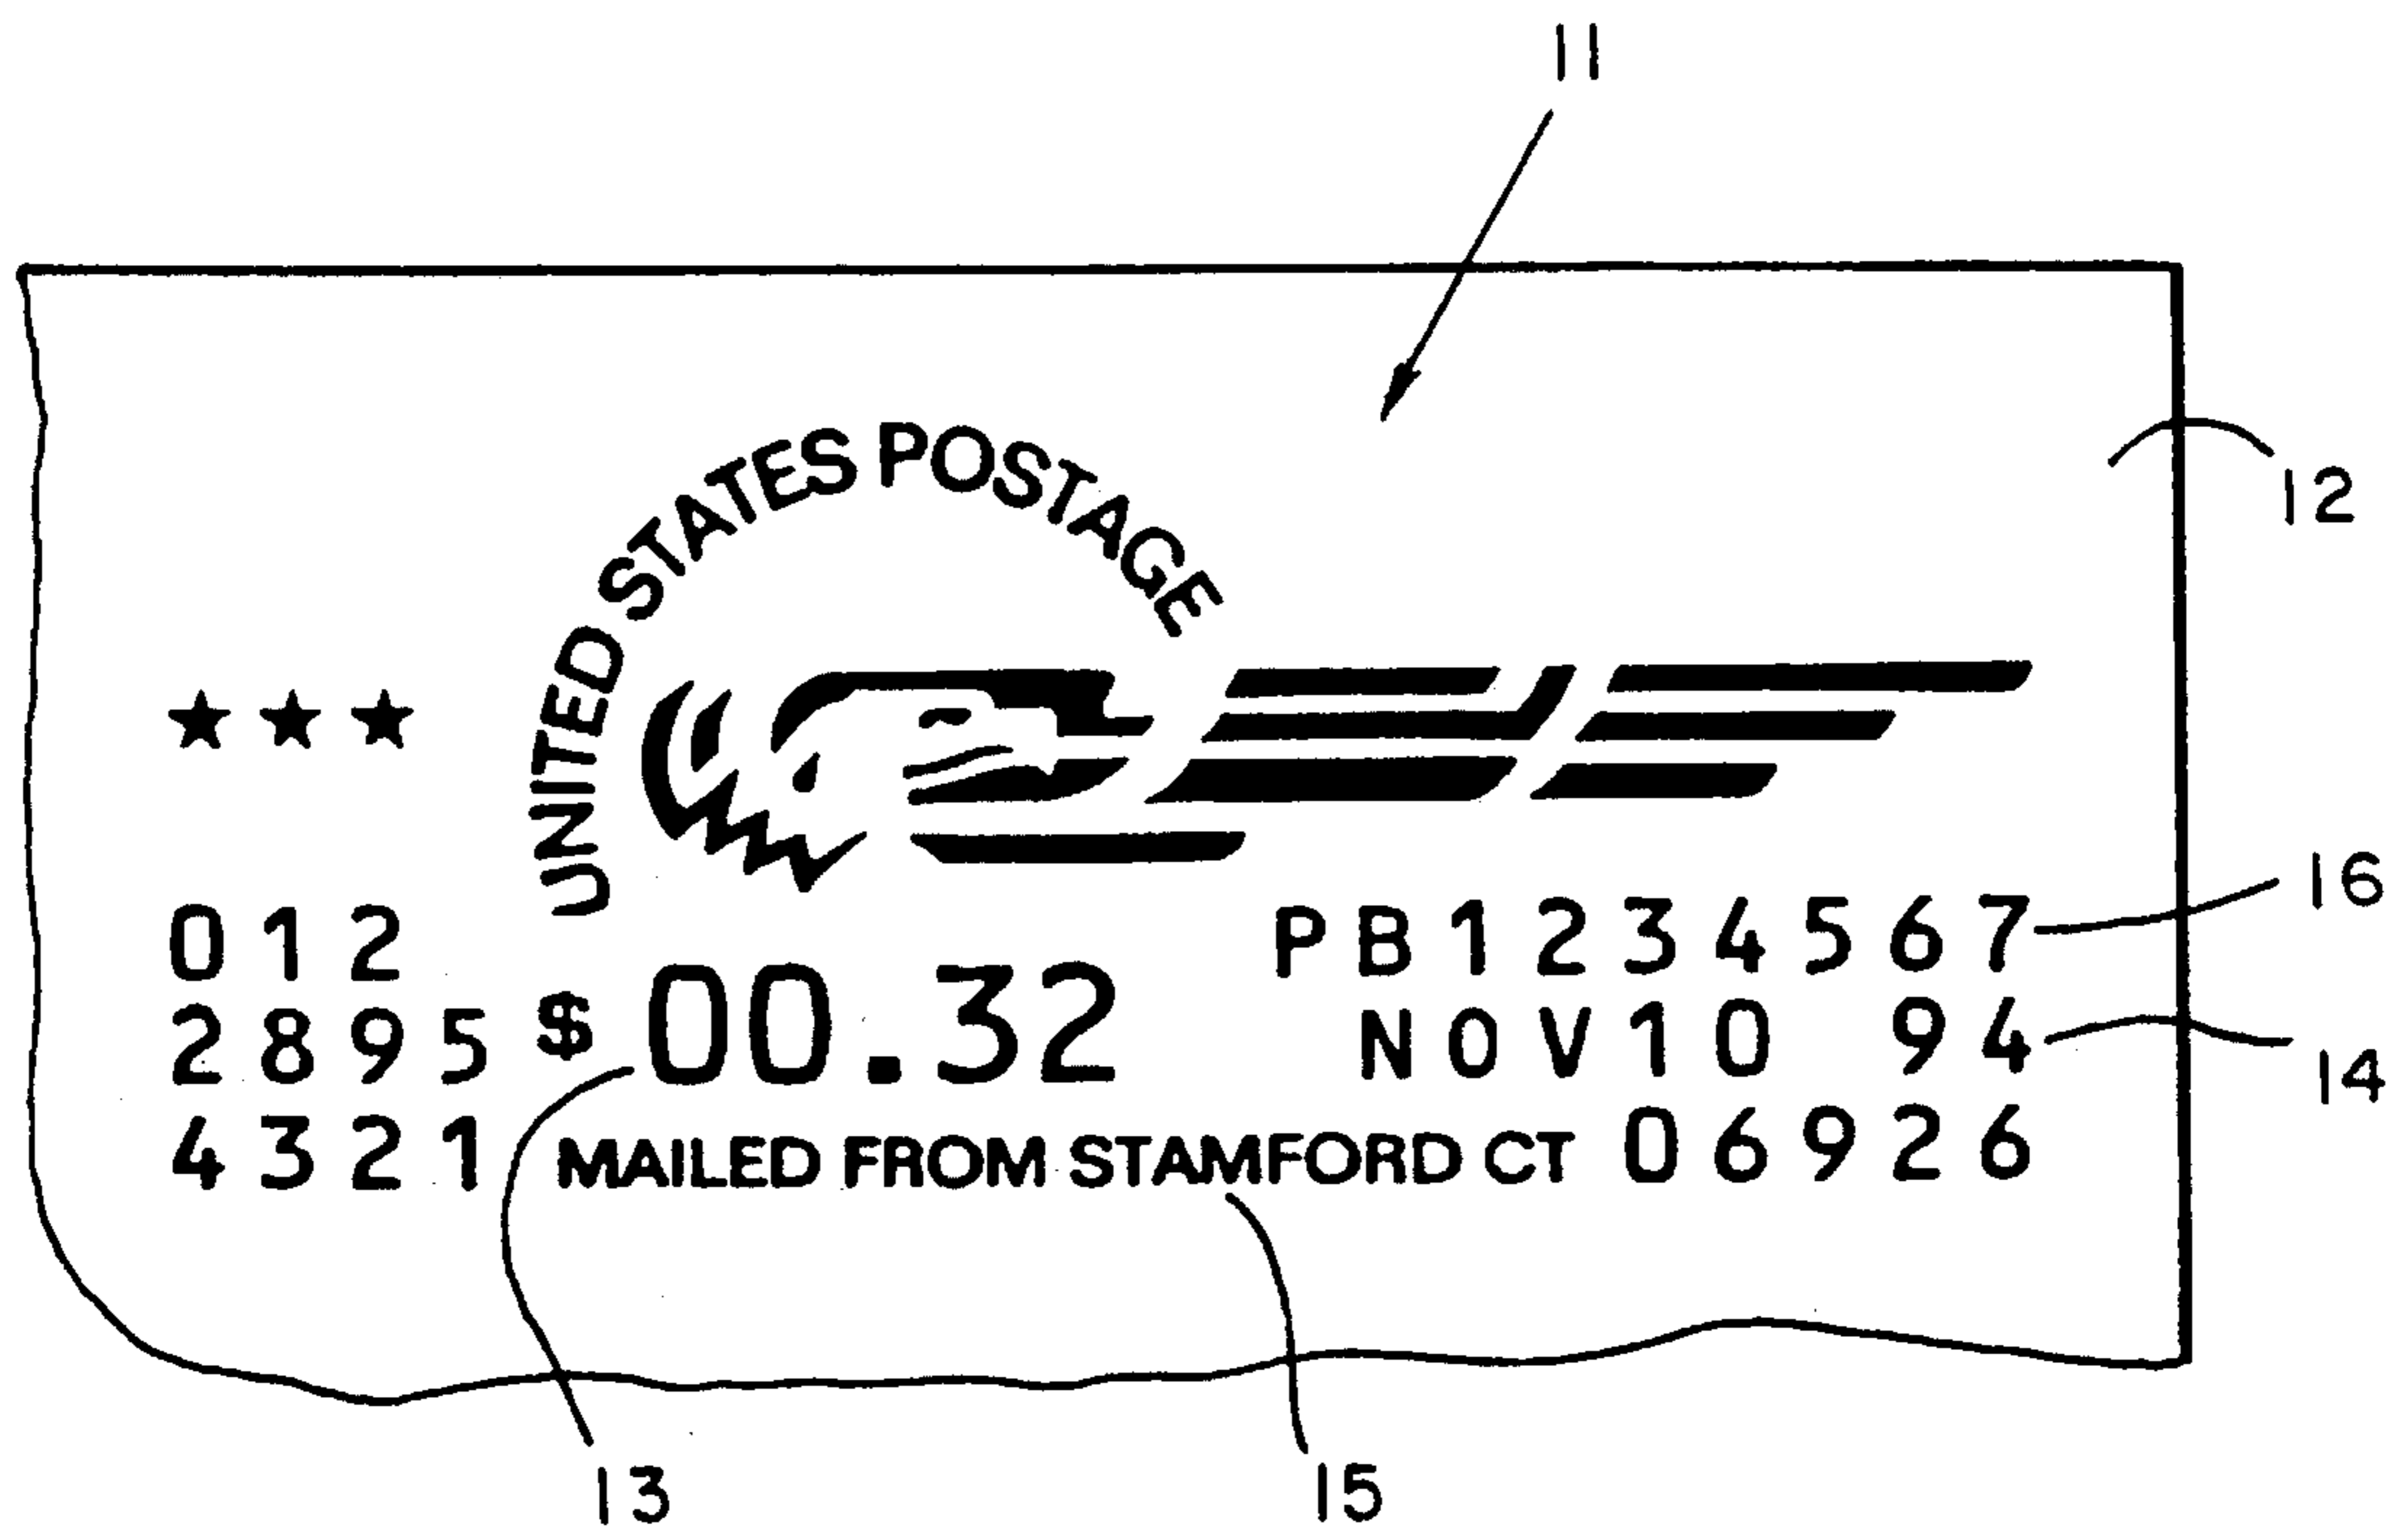 11
12
UNITED STATES POSTAGE
★★★
16
012
PB1234567
2895
$ 00.32
NOV10 94
14
4321
MAILED FROM STAMFORD CT 06926
13
15